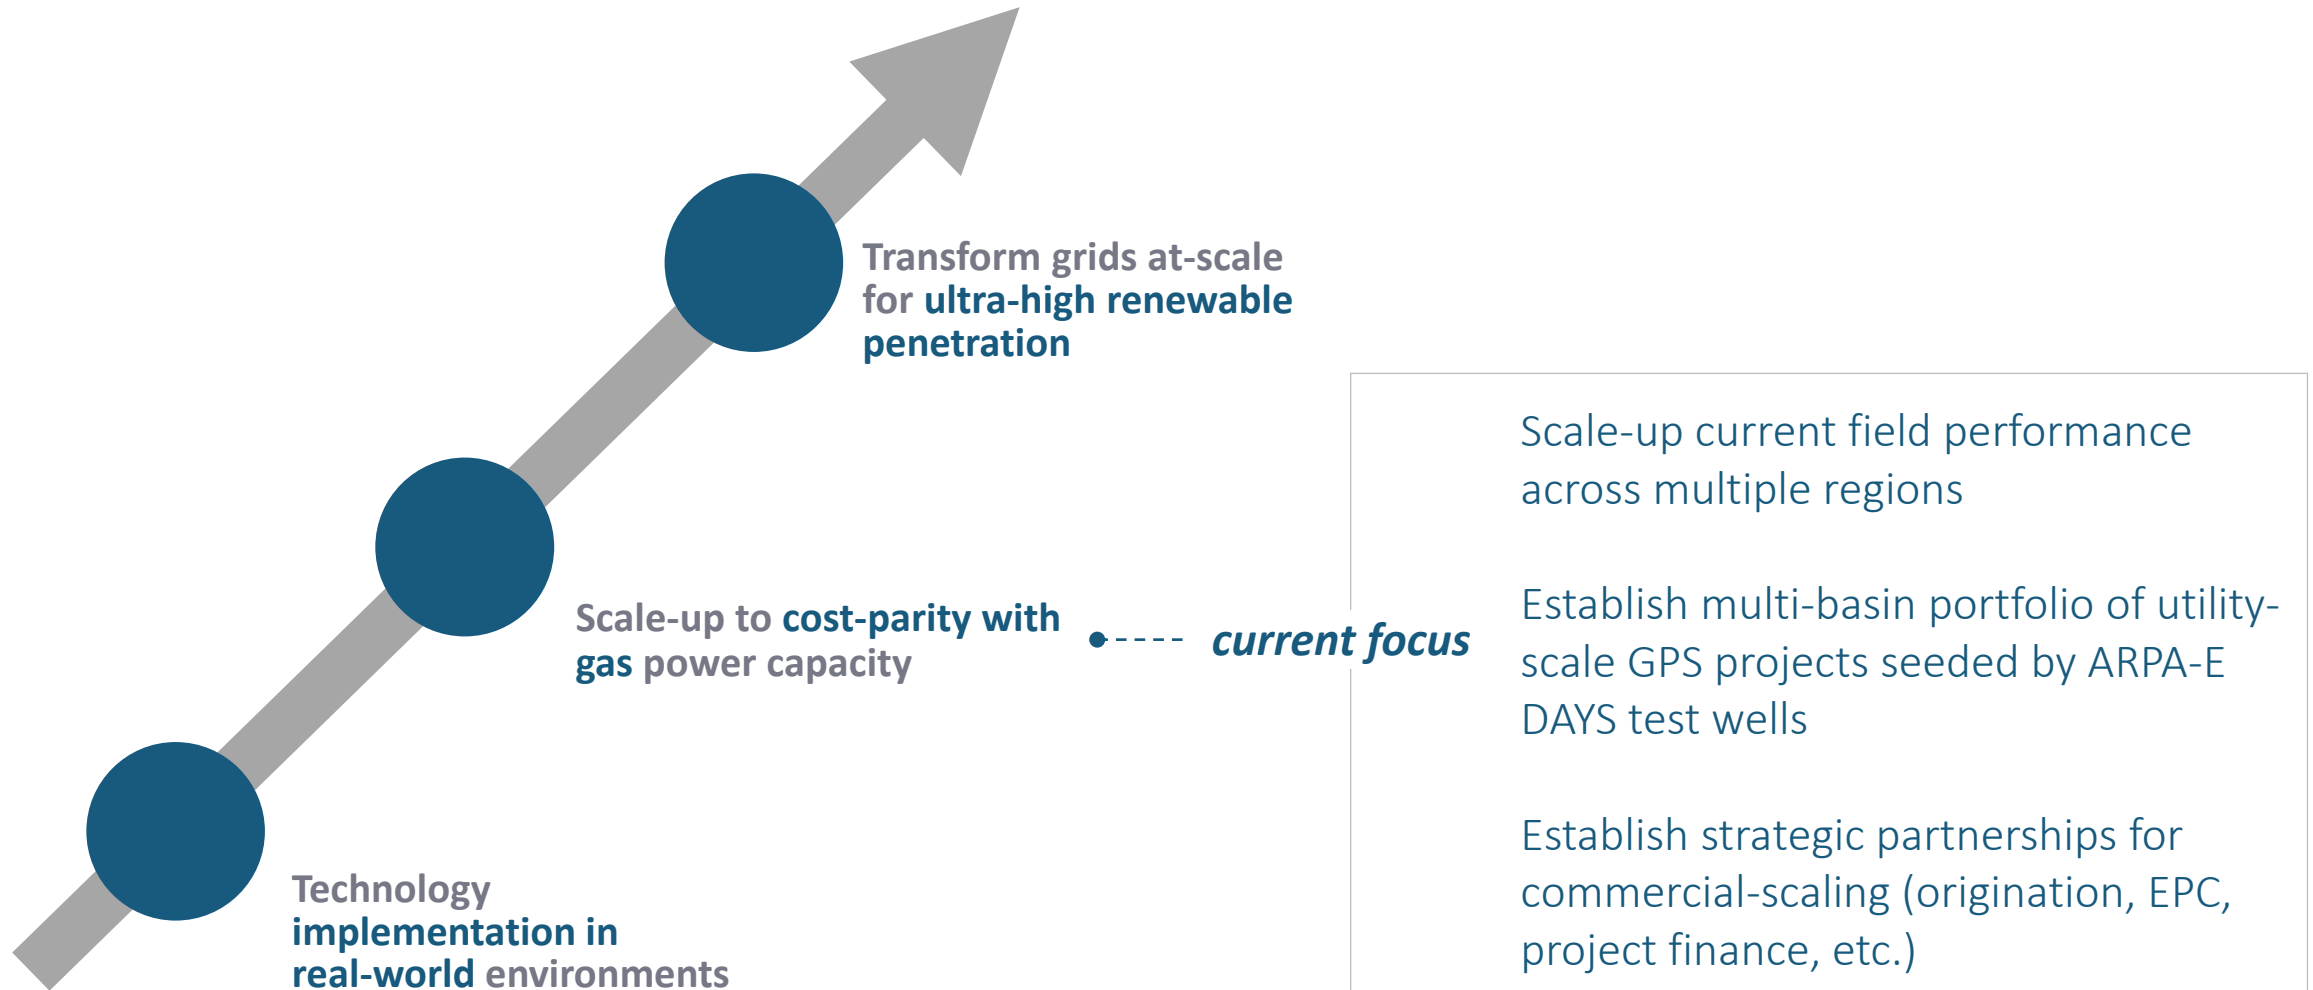 Transform grids at-scale
for ultra-high renewable
penetration
Scale-up to cost-parity with
gas power capacity
current focus
Technology
implementation in
real-world environments
Scale-up current field performance
across multiple regions
Establish multi-basin portfolio of utility-
scale GPS projects seeded by ARPA-E
DAYS test wells
Establish strategic partnerships for
commercial-scaling (origination, EPC,
project finance, etc.)